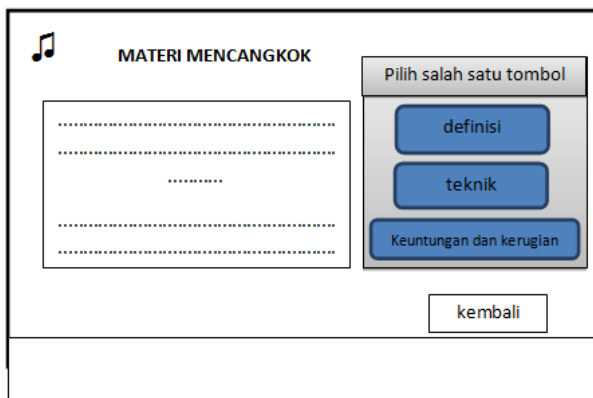 MATERI MENCANGKOK
Pilih salah satu tombol
definisi
teknik
Keuntungan dan kerugian
kembali